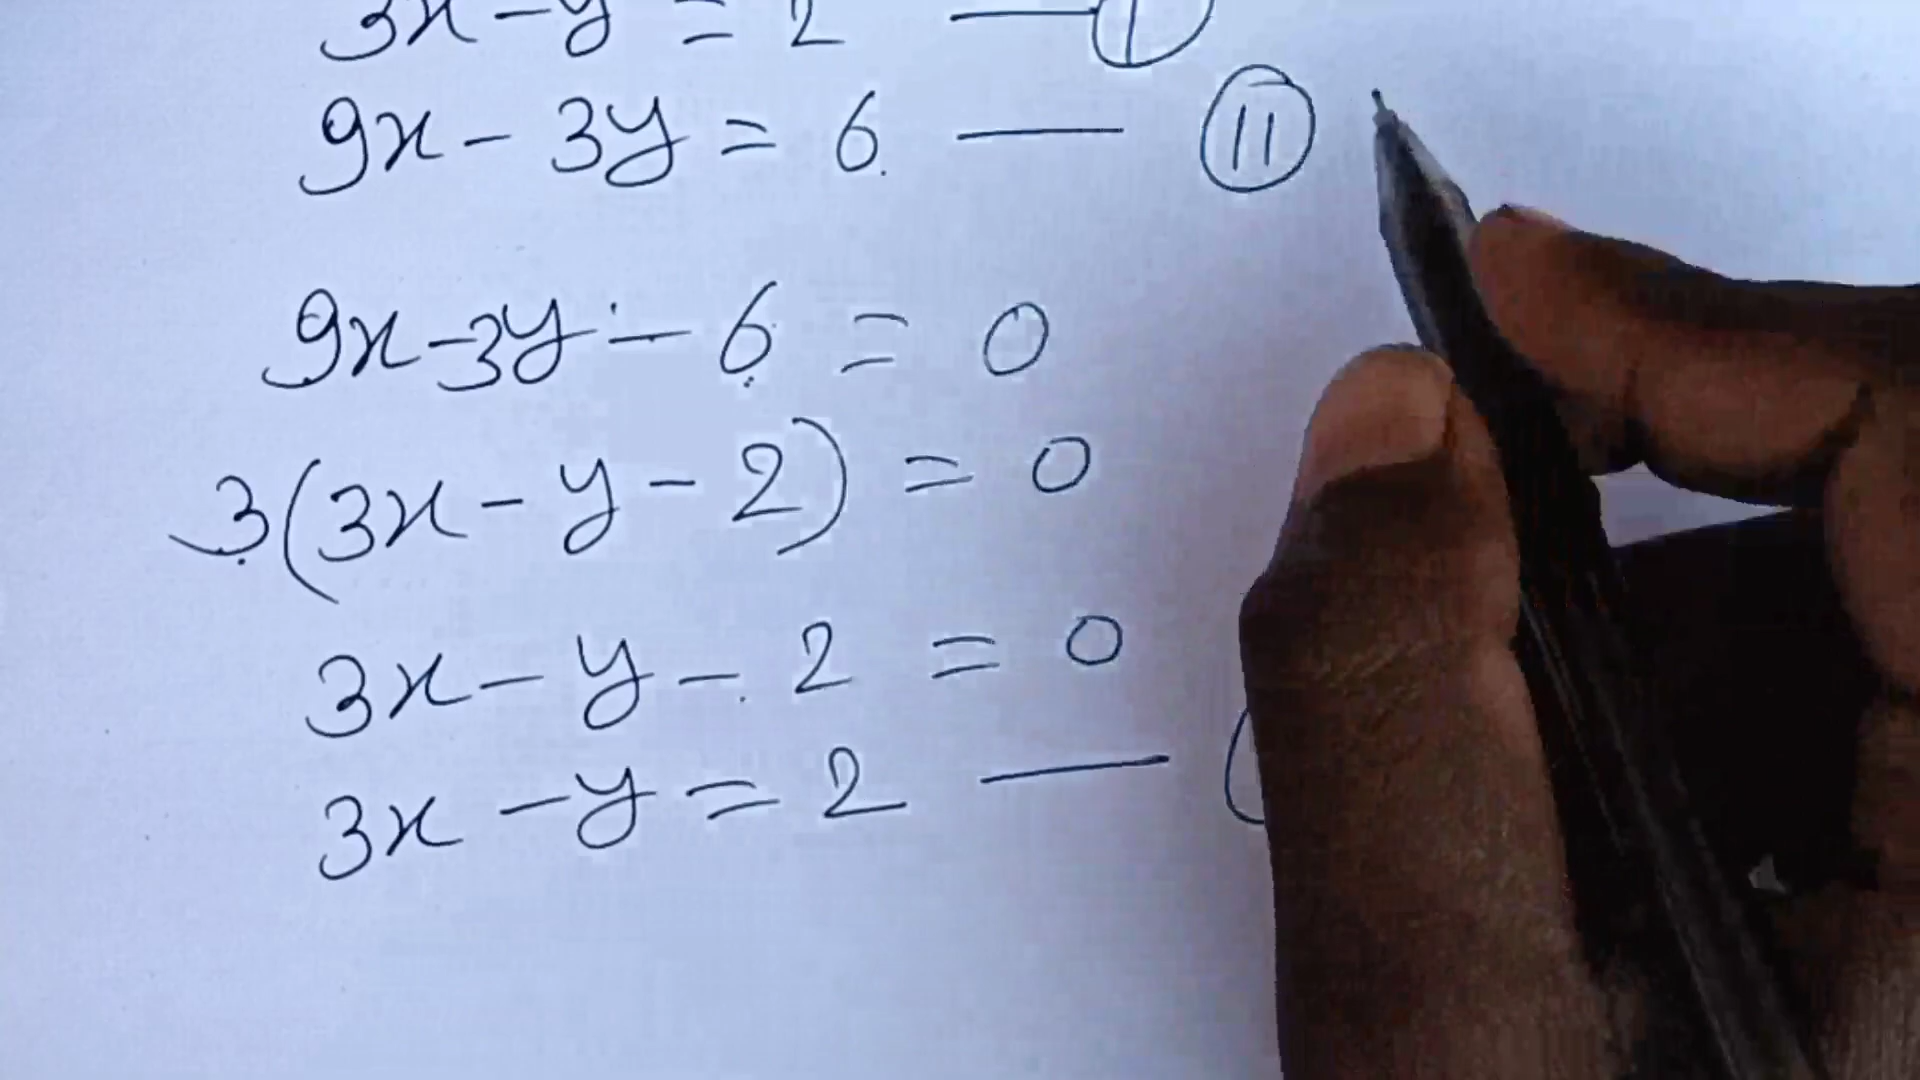 3x - y = 2 — I
9x - 3y = 6 — II
9x - 3y - 6 = 0
3(3x - y - 2) = 0
3x - y - 2 = 0
3x - y = 2 —